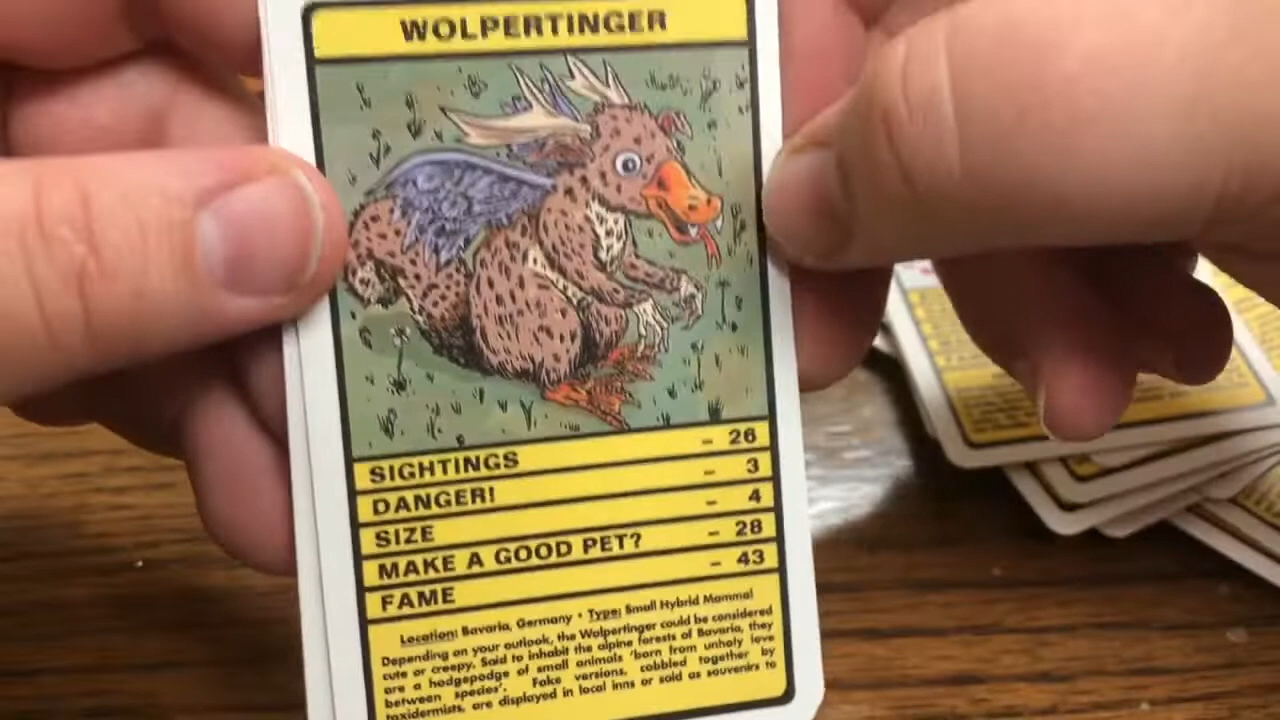 WOLPERTINGER
SIGHTINGS – 26
DANGER! – 3
SIZE – 4
MAKE A GOOD PET? – 28
FAME – 43
Location: Bavaria, Germany • Type: Small Hybrid Mammal
Depending on your outlook, the Wolpertinger could be considered
cute or creepy. Said to inhabit the alpine forests of Bavaria, they
are a hodgepodge of small animals 'born from unholy love
between species'. Fake versions, cobbled together by
taxidermists, are displayed in local inns or sold as souvenirs to